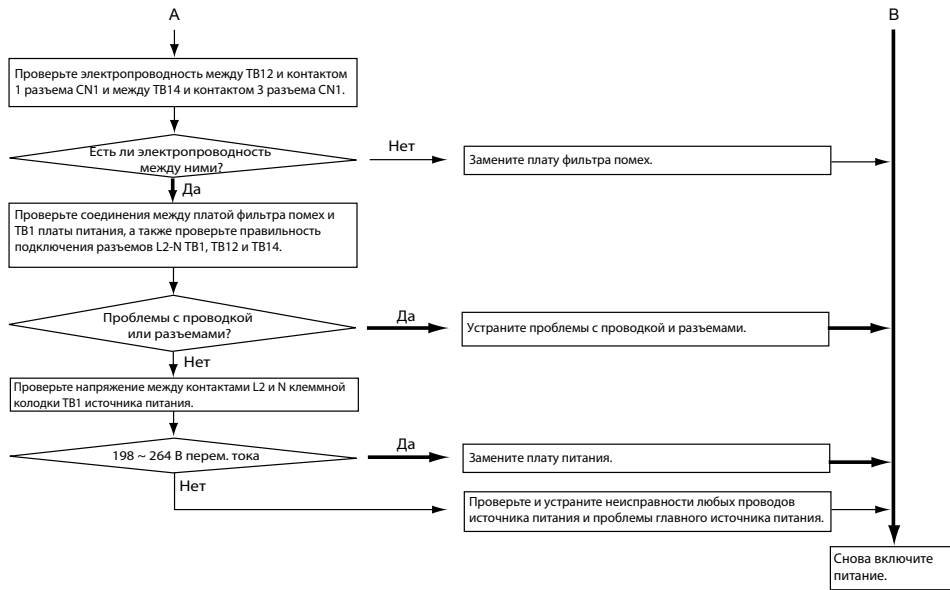 A
B
Проверьте электропроводность между TB12 и контактом
1 разъема CN1 и между TB14 и контактом 3 разъема CN1.
Есть ли электропроводность
между ними?
Нет
Замените плату фильтра помех.
Да
Проверьте соединения между платой фильтра помех и
TB1 платы питания, а также проверьте правильность
подключения разъемов L2-N TB1, TB12 и TB14.
Проблемы с проводкой
или разъемами?
Да
Устраните проблемы с проводкой и разъемами.
Нет
Проверьте напряжение между контактами L2 и N клеммной
колодки TB1 источника питания.
198 ~ 264 В перем. тока
Да
Замените плату питания.
Нет
Проверьте и устраните неисправности любых проводов
источника питания и проблемы главного источника питания.
Снова включите
питание.